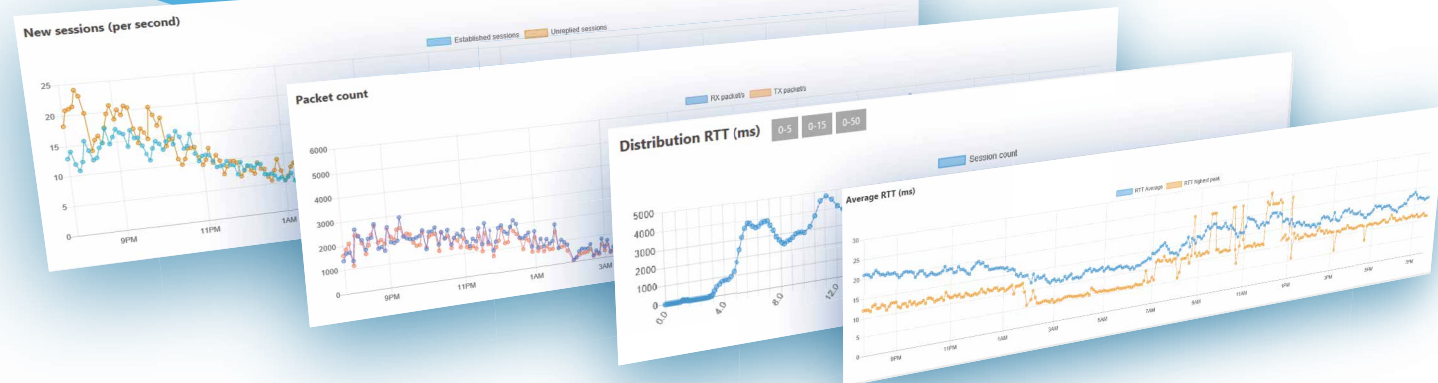 New sessions (per second)
Established sessions Unreplied sessions
25
20
15
10
5
0
9PM 11PM 1AM
Packet count
RX packet/s TX packet/s
6000
5000
4000
3000
2000
1000
0
9PM 11PM 1AM 3AM
Distribution RTT (ms) 0-5 0-15 0-50
Session count
5000
4000
3000
2000
1000
0
0.0 4.0 8.0 12.0
Average RTT (ms)
RTT Average RTT highest peak
30
25
20
15
10
5
0
9PM 11PM 1AM 3AM 5AM 7AM 9AM 11AM 1PM 3PM 5PM 7PM